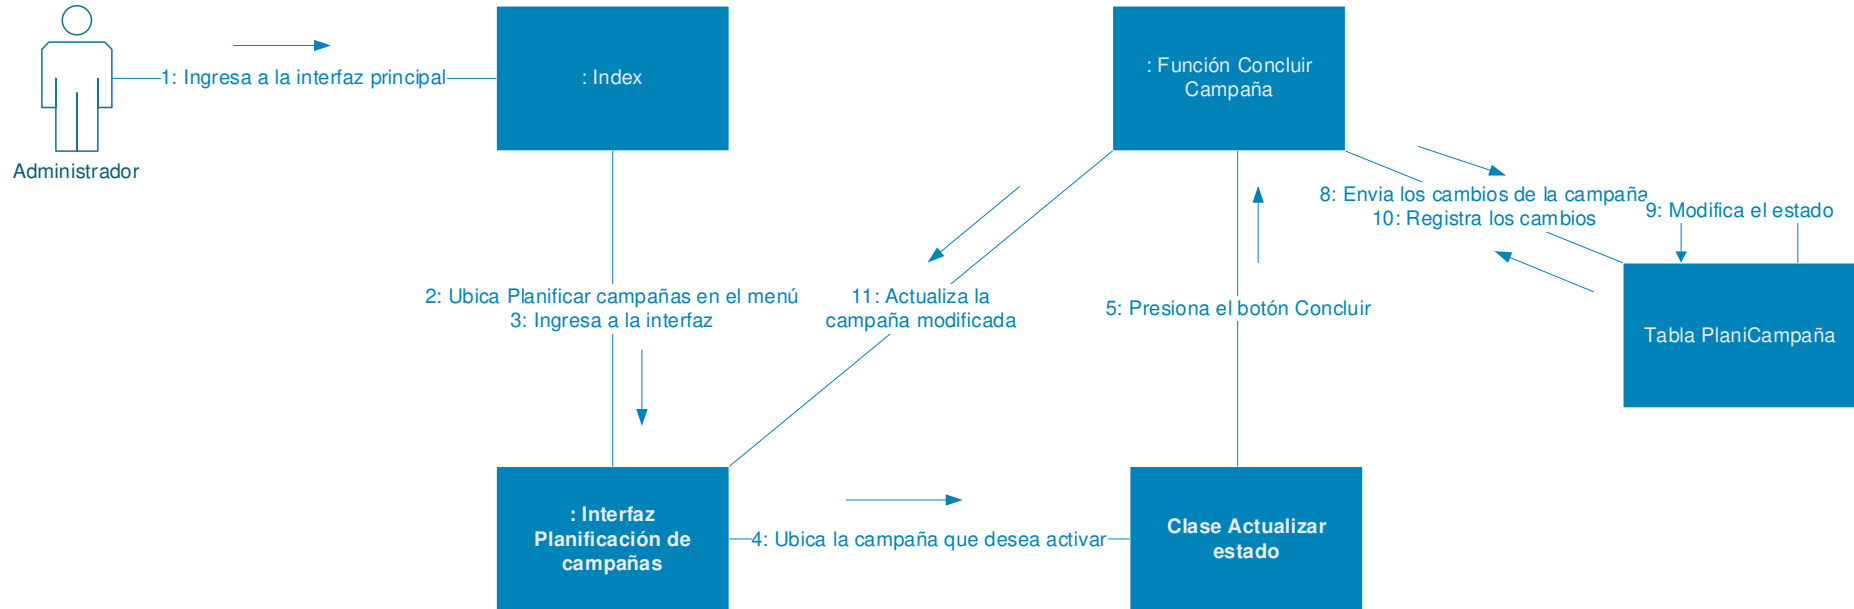 1: Ingresa a la interfaz principal
: Index
: Función Concluir
Campaña
Administrador
8: Envia los cambios de la campaña
10: Registra los cambios
9: Modifica el estado
2: Ubica Planificar campañas en el menú
3: Ingresa a la interfaz
11: Actualiza la
campaña modificada
5: Presiona el botón Concluir
Tabla PlaniCampaña
: Interfaz
Planificación de
campañas
4: Ubica la campaña que desea activar
Clase Actualizar
estado